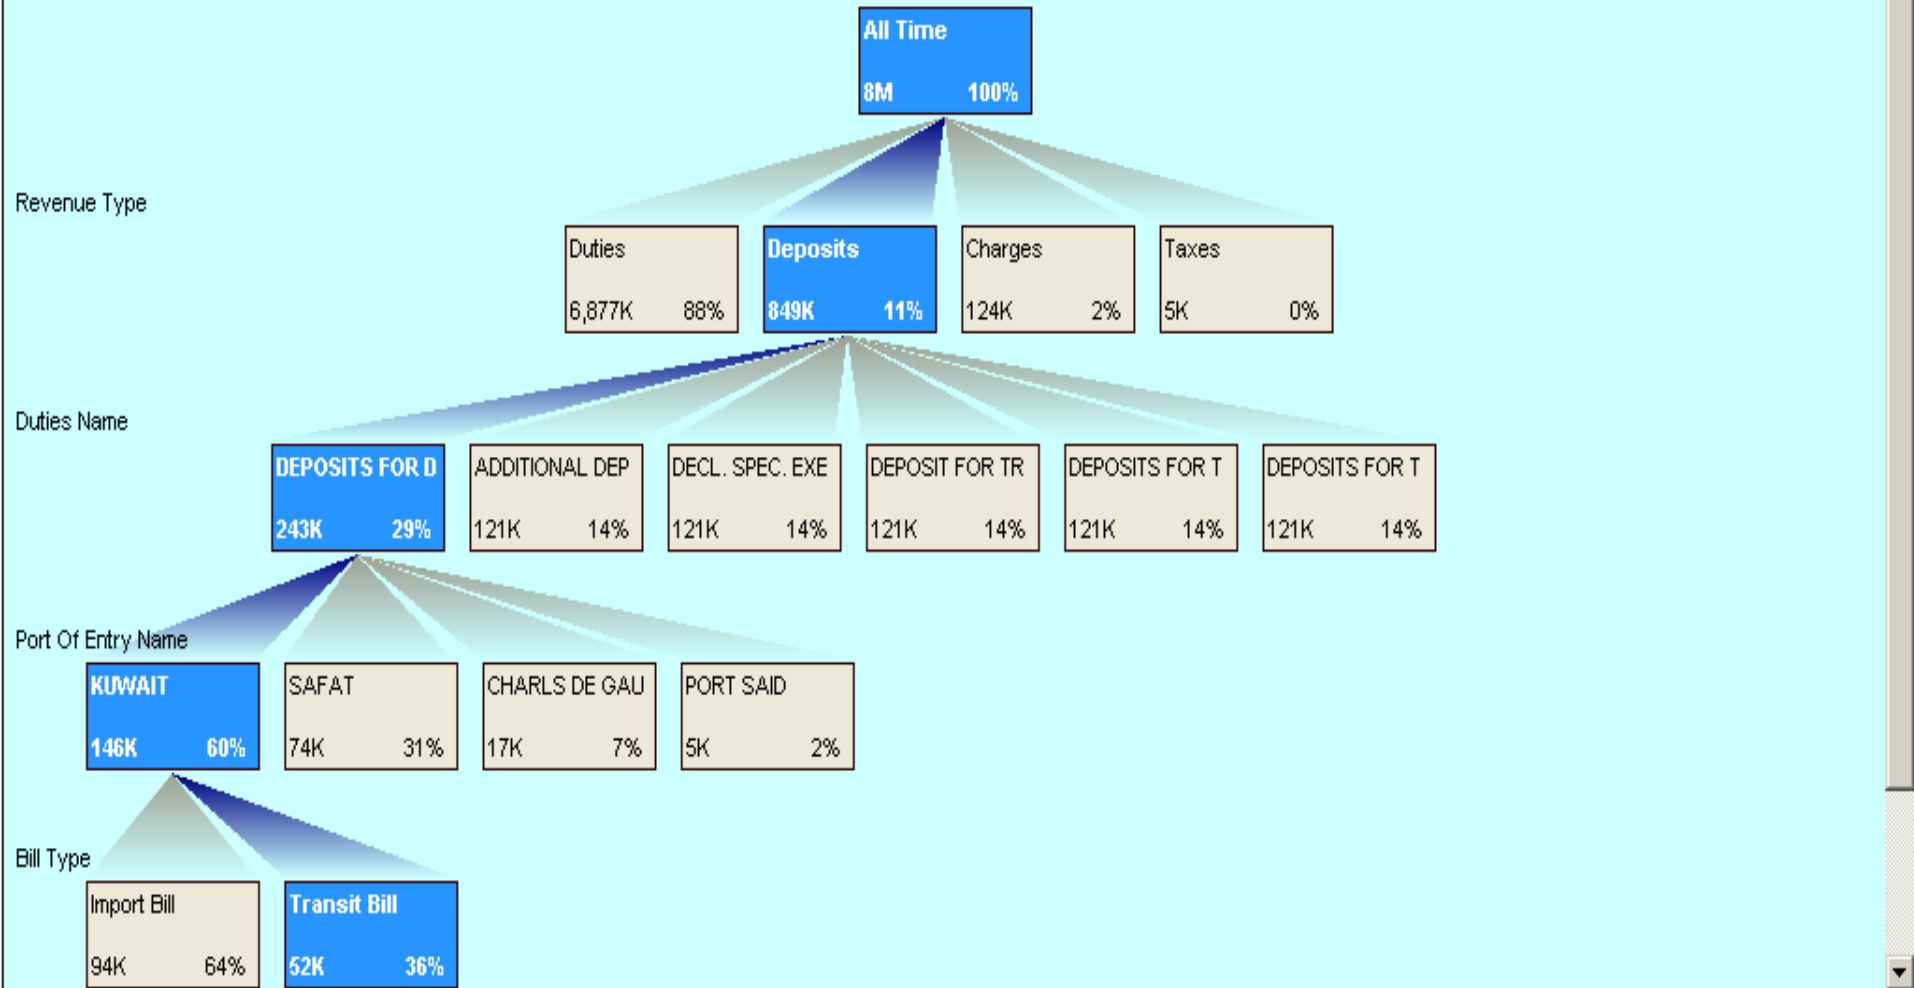 All Time
8M 100%
Revenue Type
Duties
6,877K 88%
Deposits
849K 11%
Charges
124K 2%
Taxes
5K 0%
Duties Name
DEPOSITS FOR D
243K 29%
ADDITIONAL DEP
121K 14%
DECL. SPEC. EXE
121K 14%
DEPOSIT FOR TR
121K 14%
DEPOSITS FOR T
121K 14%
DEPOSITS FOR T
121K 14%
Port Of Entry Name
KUWAIT
146K 60%
SAFAT
74K 31%
CHARLS DE GAU
17K 7%
PORT SAID
5K 2%
Bill Type
Import Bill
94K 64%
Transit Bill
52K 36%